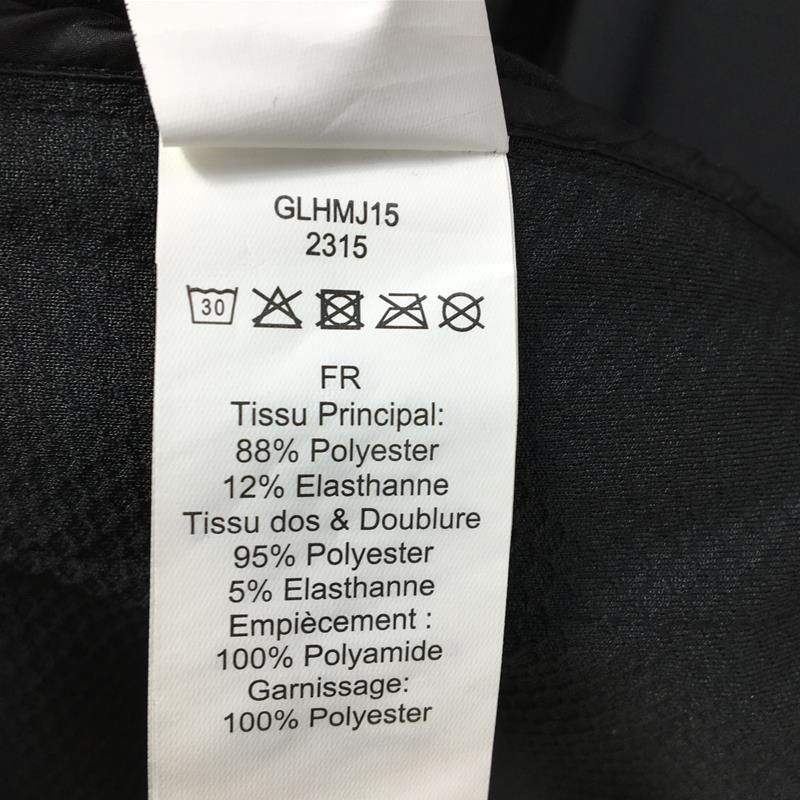 GLHMJ15
2315
30
FR
Tissu Principal:
88% Polyester
12% Elasthanne
Tissu dos & Doublure
95% Polyester
5% Elasthanne
Empiècement :
100% Polyamide
Garnissage:
100% Polyester